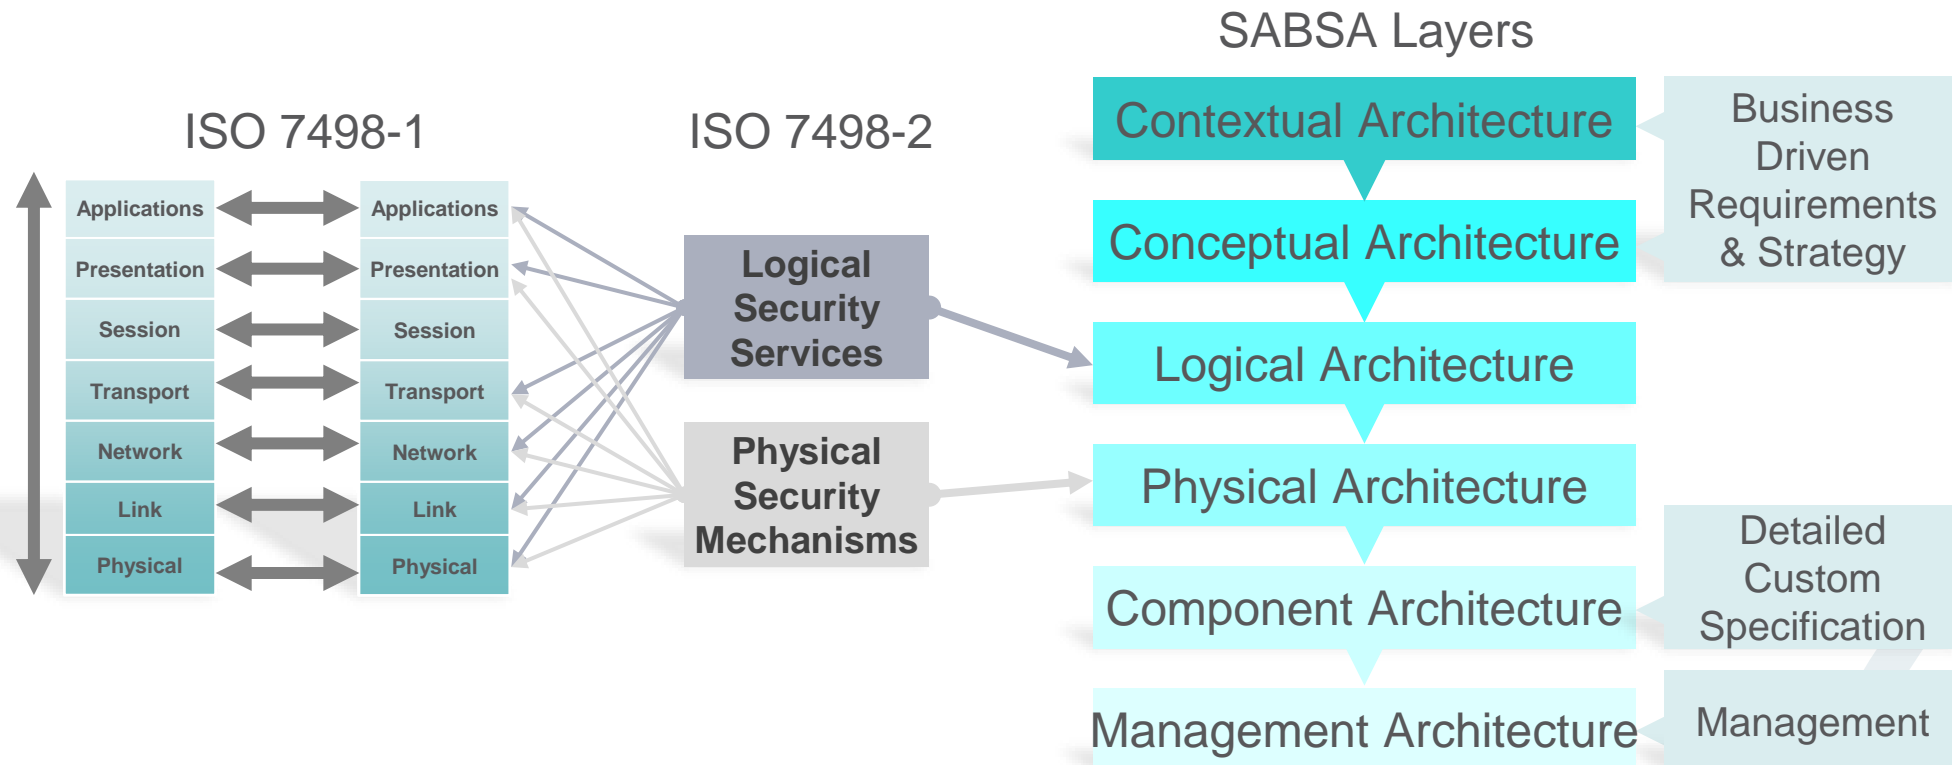 SABSA Layers
ISO 7498-1
ISO 7498-2
Applications
Presentation
Session
Transport
Network
Link
Physical
Applications
Presentation
Session
Transport
Network
Link
Physical
Logical
Security
Services
Physical
Security
Mechanisms
Contextual Architecture
Conceptual Architecture
Logical Architecture
Physical Architecture
Component Architecture
Management Architecture
Business
Driven
Requirements
& Strategy
Detailed
Custom
Specification
Management